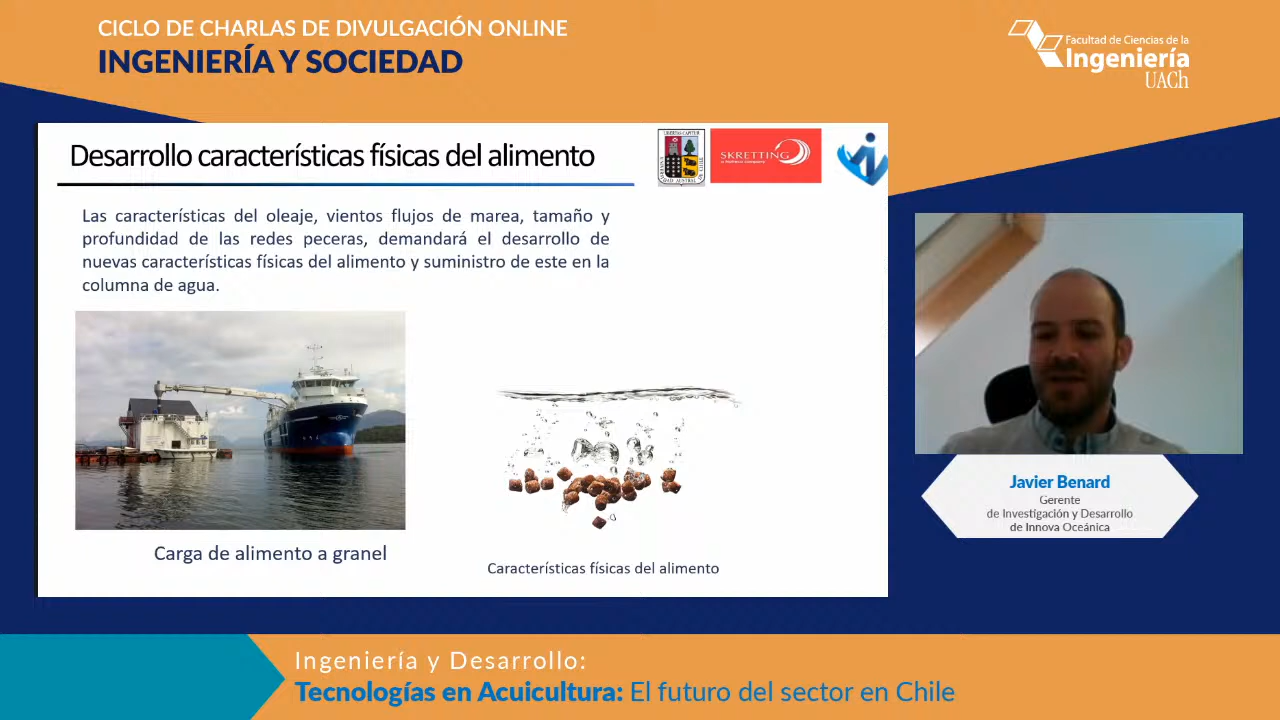 CICLO DE CHARLAS DE DIVULGACIÓN ONLINE
INGENIERÍA Y SOCIEDAD
Facultad de Ciencias de la
Ingeniería
UACh
Desarrollo características físicas del alimento
LIBERTAS CAPITUR
SKRETTING
a Nutreco company
Las características del oleaje, vientos flujos de marea, tamaño y
profundidad de las redes peceras, demandará el desarrollo de
nuevas características físicas del alimento y suministro de este en la
columna de agua.
Carga de alimento a granel
Características físicas del alimento
Javier Benard
Gerente
de Investigación y Desarrollo
de Innova Oceánica
Ingeniería y Desarrollo:
Tecnologías en Acuicultura: El futuro del sector en Chile